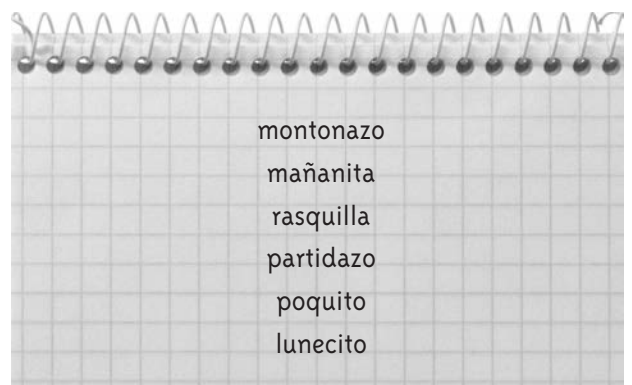 montonazo
mañanita
rasquilla
partidazo
poquito
lunecito